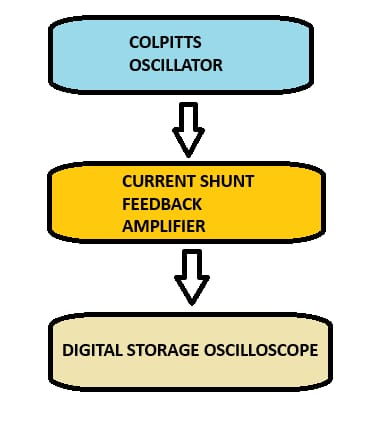 COLPITTS
OSCILLATOR
CURRENT SHUNT
FEEDBACK
AMPLIFIER
DIGITAL STORAGE OSCILLOSCOPE